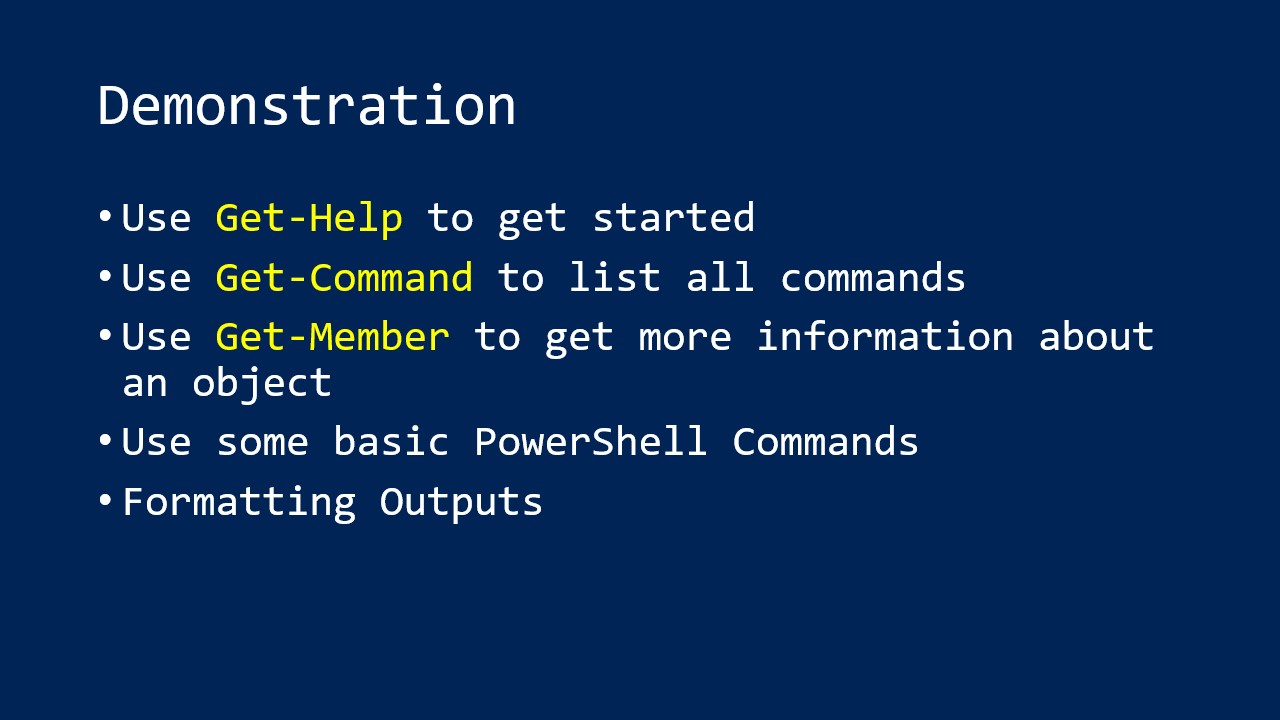 Demonstration
•Use Get-Help to get started
•Use Get-Command to list all commands
•Use Get-Member to get more information about
an object
•Use some basic PowerShell Commands
•Formatting Outputs